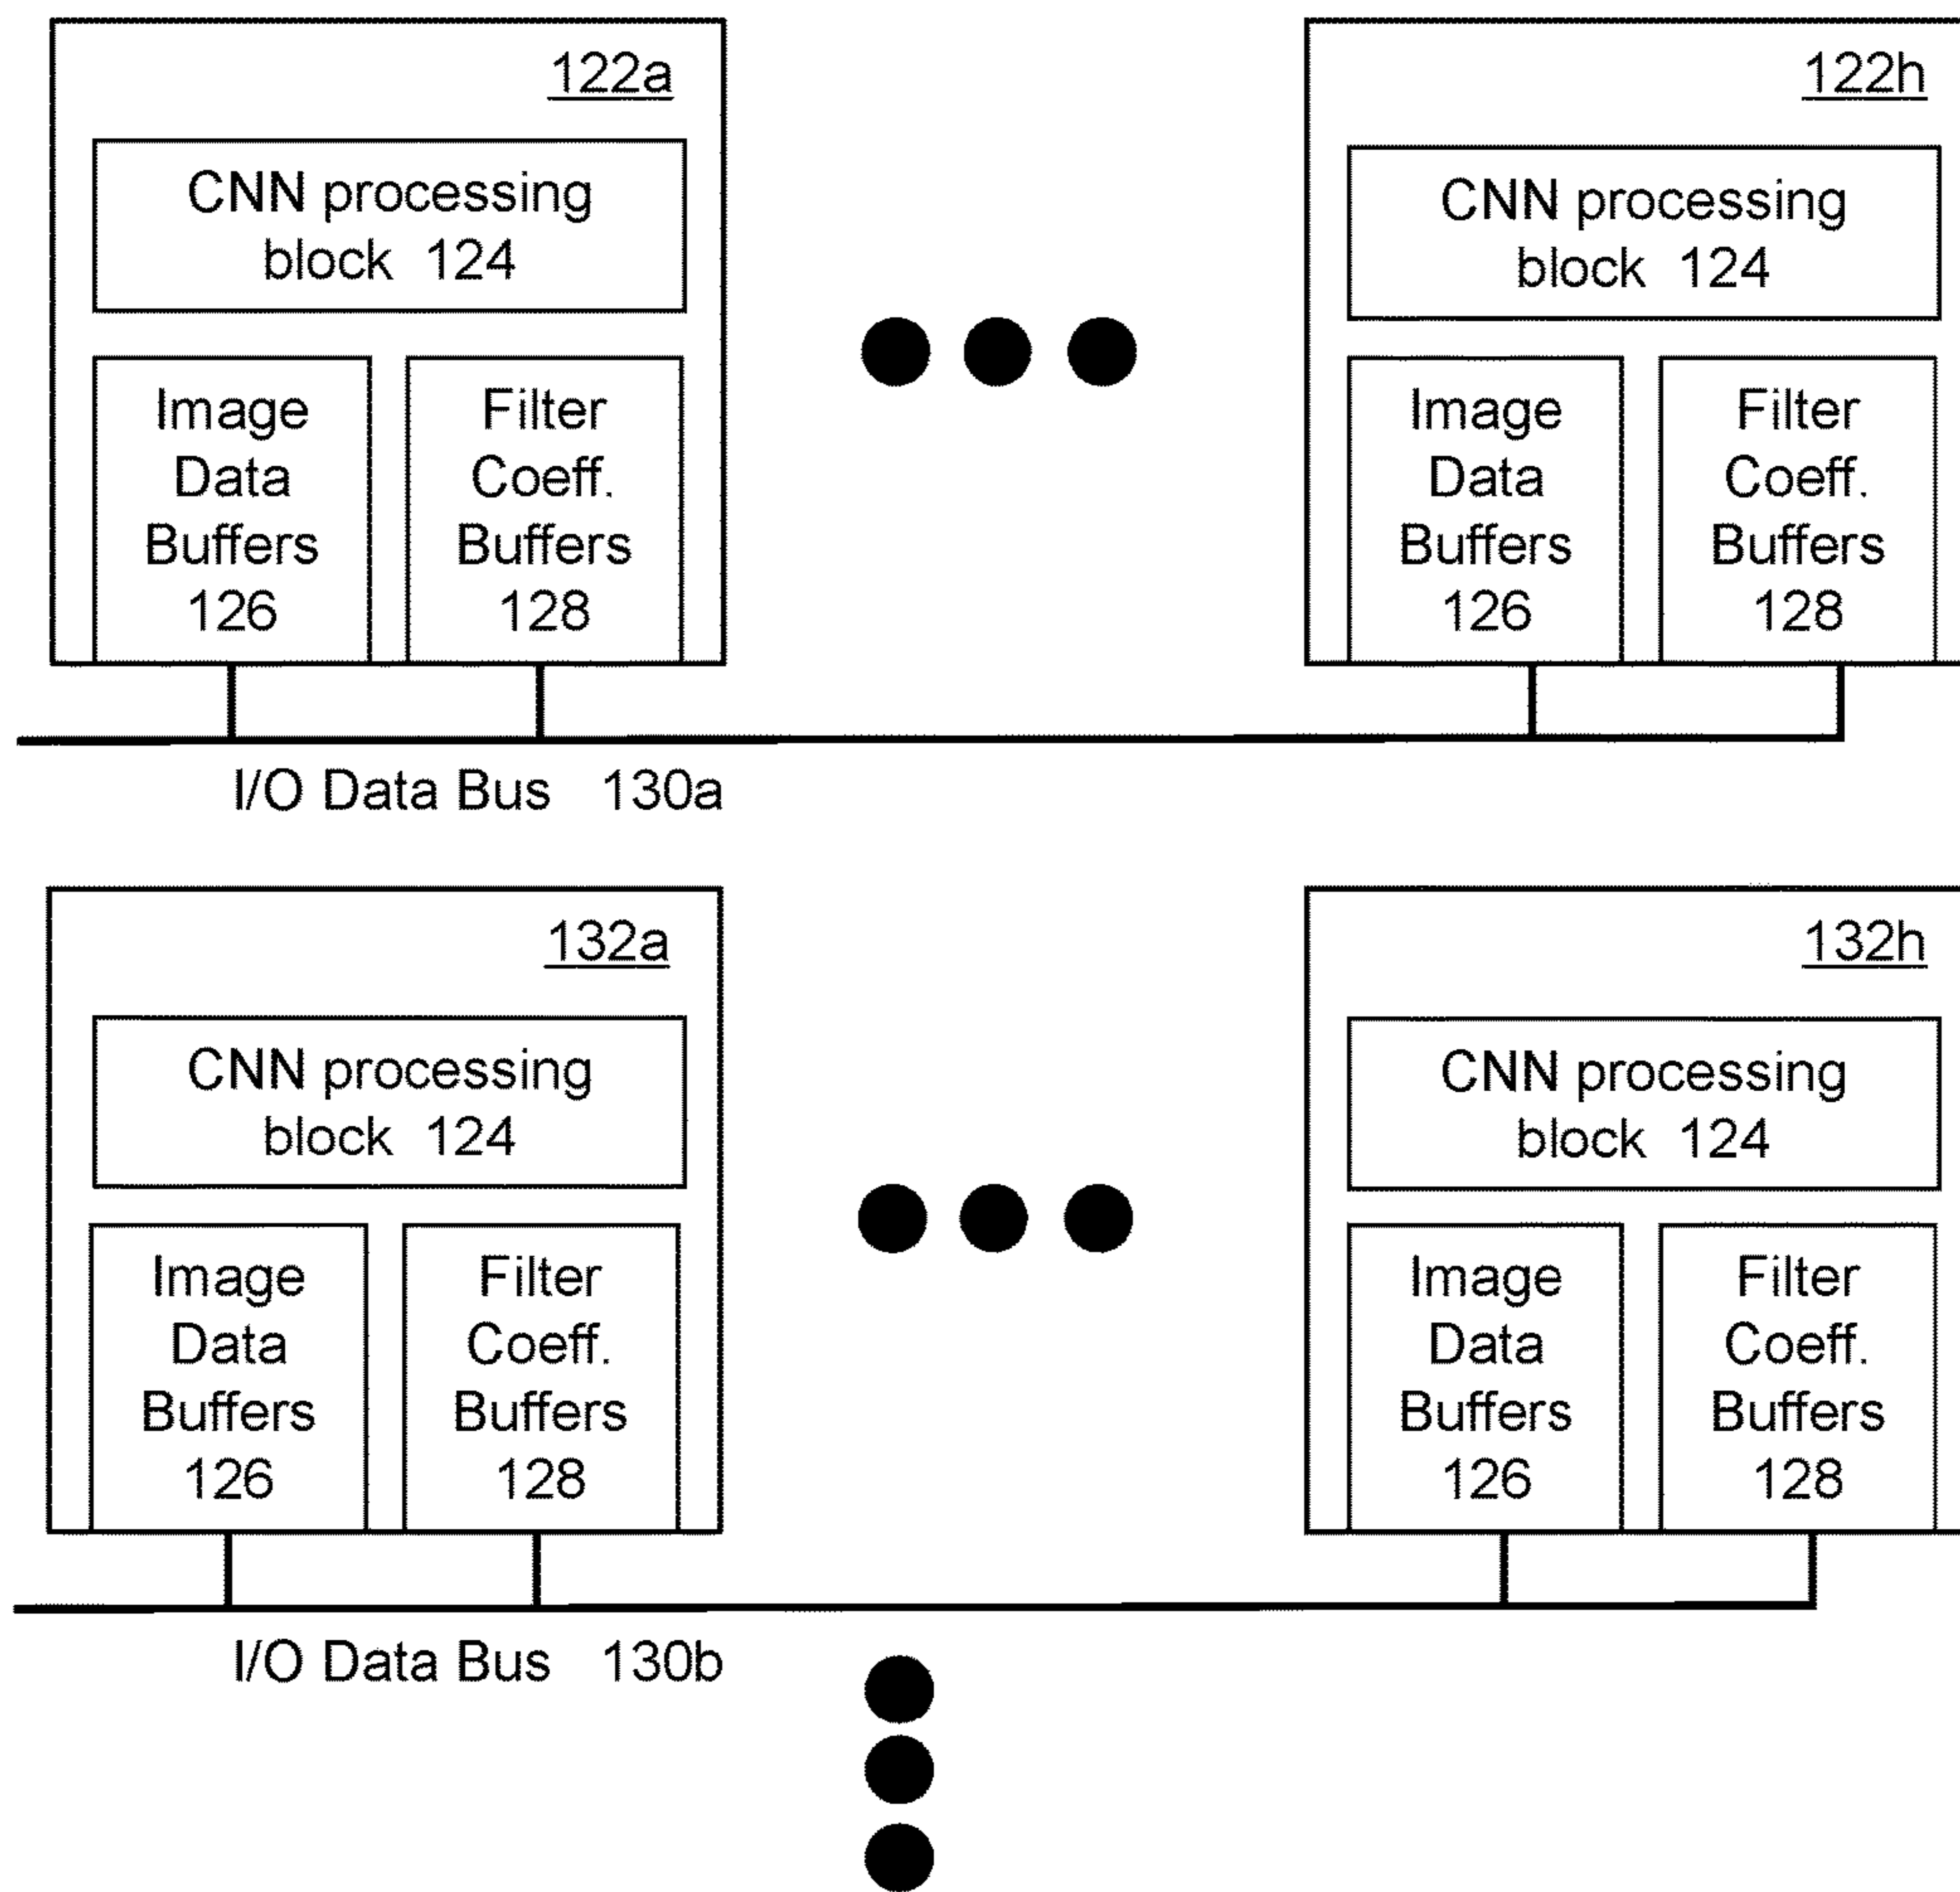 122a
CNN processing
block 124
Image
Data
Buffers
126
Filter
Coeff.
Buffers
128
122h
CNN processing
block 124
Image
Data
Buffers
126
Filter
Coeff.
Buffers
128
I/O Data Bus 130a
132a
CNN processing
block 124
Image
Data
Buffers
126
Filter
Coeff.
Buffers
128
132h
CNN processing
block 124
Image
Data
Buffers
126
Filter
Coeff.
Buffers
128
I/O Data Bus 130b